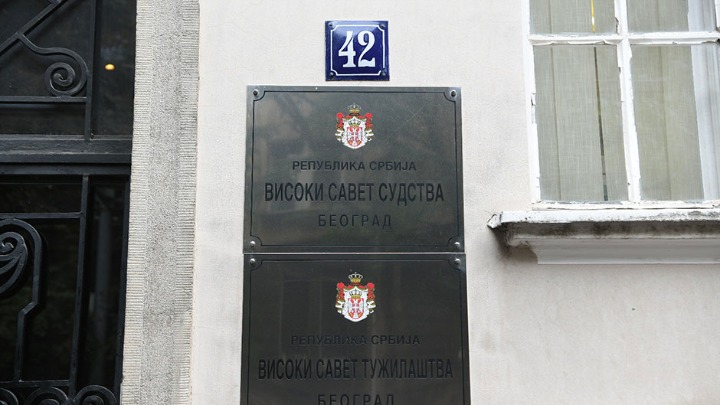 42
РЕПУБЛИКА СРБИЈА
ВИСОКИ САВЕТ СУДСТВА
БЕОГРАД
РЕПУБЛИКА СРБИЈА
ВИСОКИ САВЕТ ТУЖИЛАШТВА
БЕОГРАД